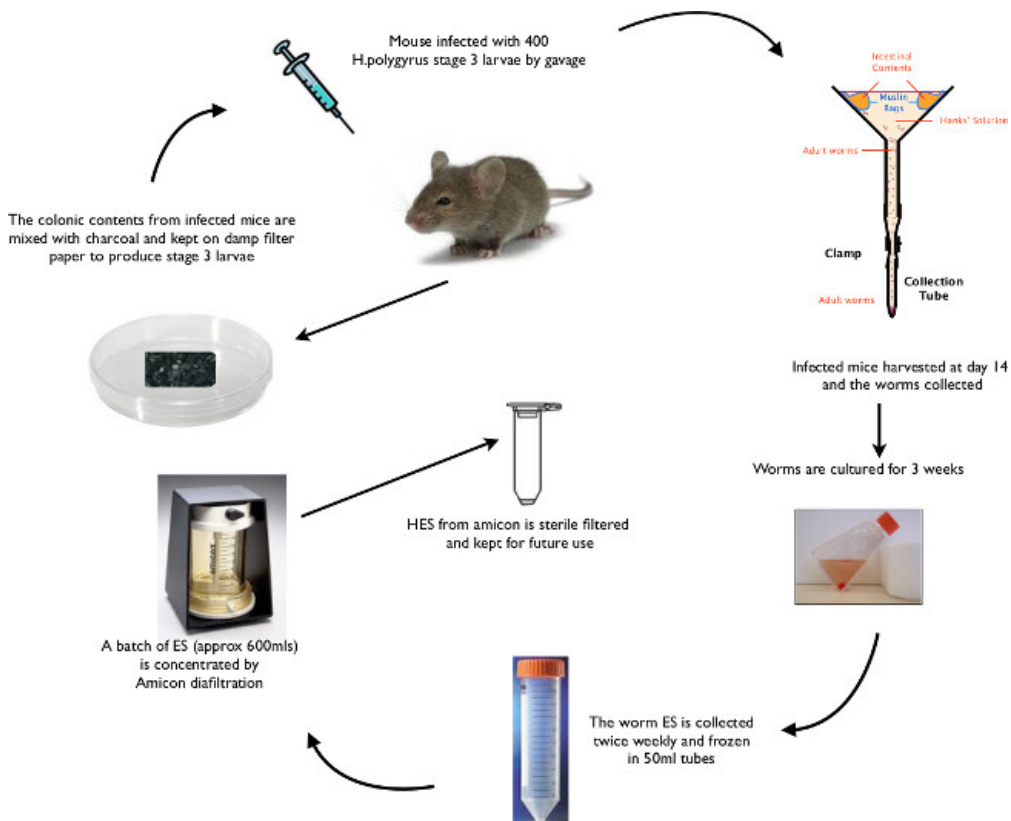 Mouse infected with 400
H.polygyrus stage 3 larvae by gavage
Intestinal
Contents
Muslin
Bags
Hanks' Solution
Adult worms
Clamp
Collection
Tube
Adult worms
The colonic contents from infected mice are
mixed with charcoal and kept on damp filter
paper to produce stage 3 larvae
Infected mice harvested at day 14
and the worms collected
Worms are cultured for 3 weeks
HES from amicon is sterile filtered
and kept for future use
A batch of ES (approx 600mls)
is concentrated by
Amicon diafiltration
The worm ES is collected
twice weekly and frozen
in 50ml tubes